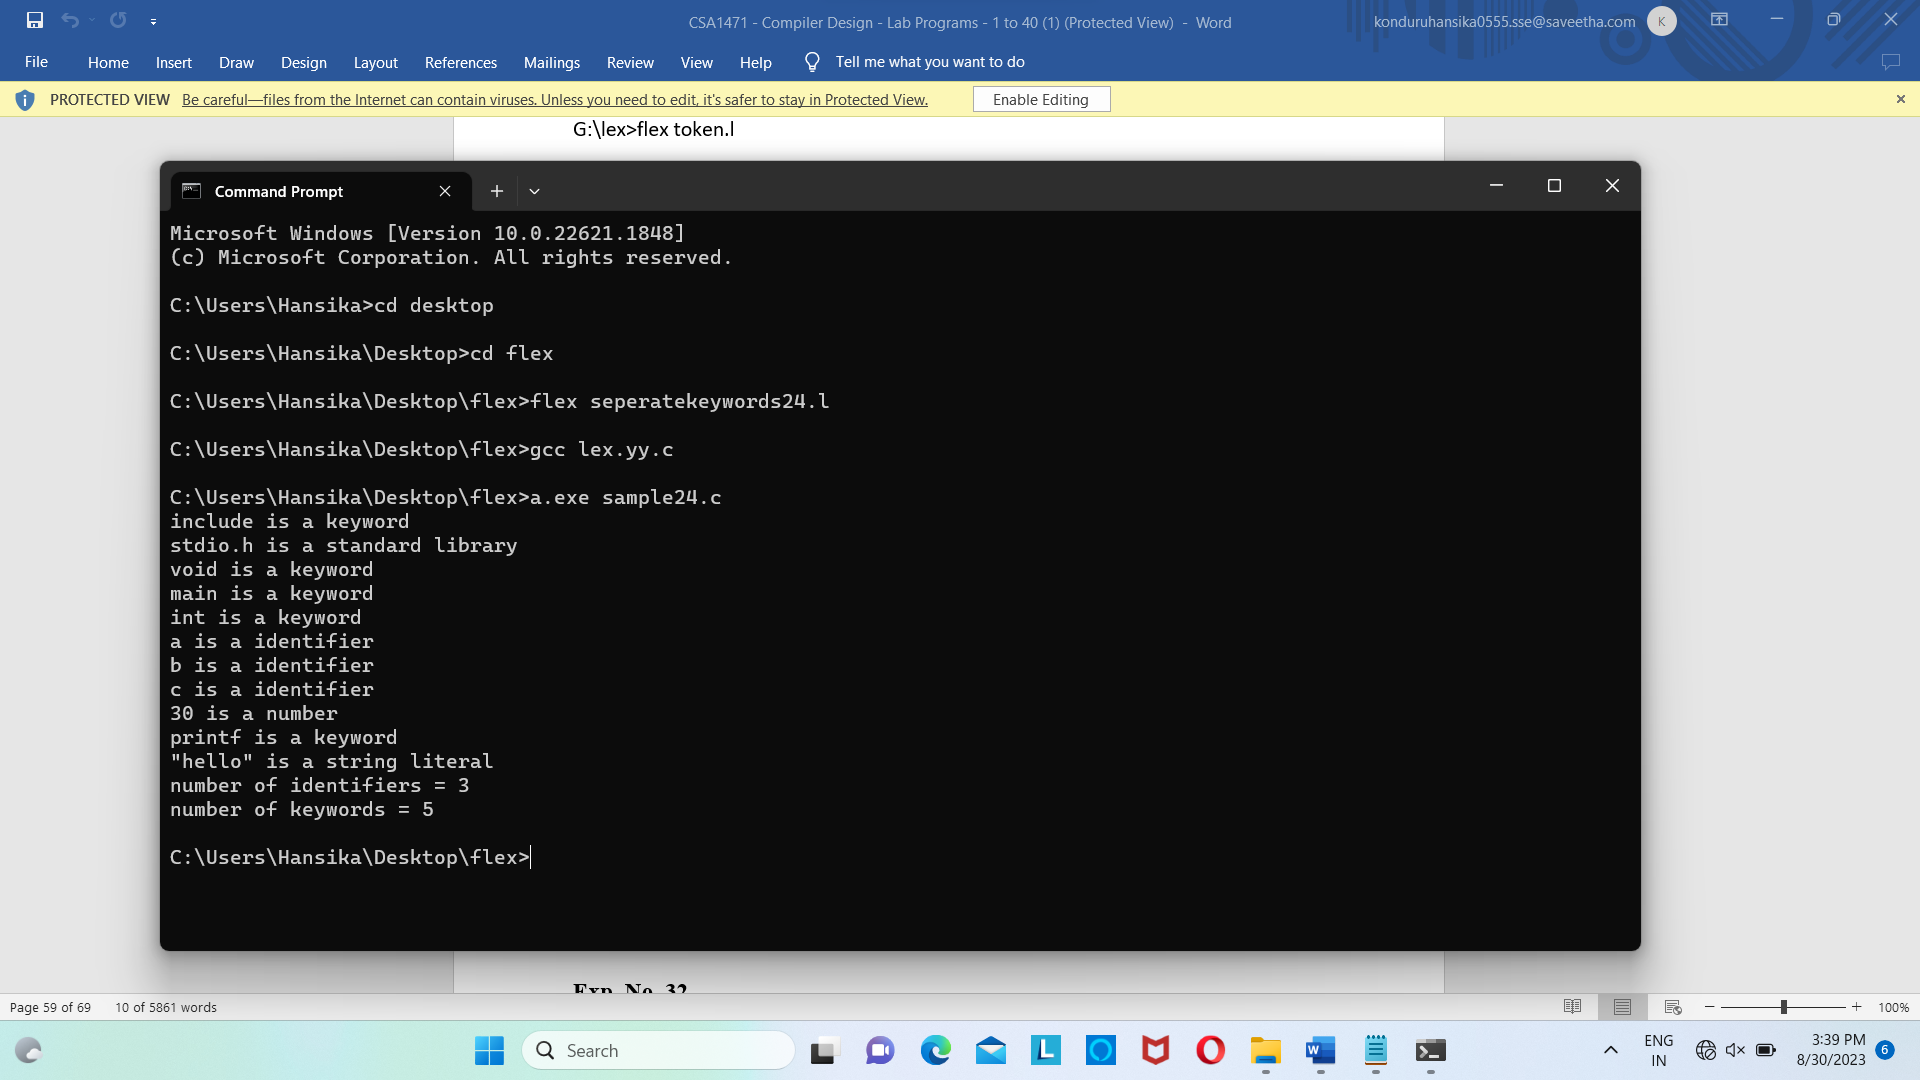 CSA1471 - Compiler Design - Lab Programs - 1 to 40 (1) (Protected View) - Word
konduruhansika0555.sse@saveetha.com
K
File Home Insert Draw Design Layout References Mailings Review View Help Tell me what you want to do
PROTECTED VIEW Be careful—files from the Internet can contain viruses. Unless you need to edit, it's safer to stay in Protected View. Enable Editing
G:\lex>flex token.l
Command Prompt
Microsoft Windows [Version 10.0.22621.1848]
(c) Microsoft Corporation. All rights reserved.
C:\Users\Hansika>cd desktop
C:\Users\Hansika\Desktop>cd flex
C:\Users\Hansika\Desktop\flex>flex seperatekeywords24.l
C:\Users\Hansika\Desktop\flex>gcc lex.yy.c
C:\Users\Hansika\Desktop\flex>a.exe sample24.c
include is a keyword
stdio.h is a standard library
void is a keyword
main is a keyword
int is a keyword
a is a identifier
b is a identifier
c is a identifier
30 is a number
printf is a keyword
"hello" is a string literal
number of identifiers = 3
number of keywords = 5
C:\Users\Hansika\Desktop\flex>
Exp. No. 32
Page 59 of 69 10 of 5861 words
100%
Search
ENG
IN
3:39 PM
8/30/2023
6